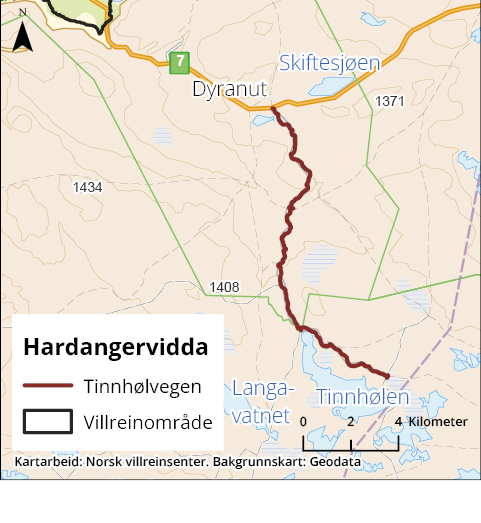 N
7
Skiftesjøen
Dyranut
1371
1434
1408
Hardangervidda
Tinnhølvegen
Villreinområde
Langa-
vatnet
Tinnhølen
0 2 4 Kilometer
Kartarbeid: Norsk villreinsenter. Bakgrunnskart: Geodata